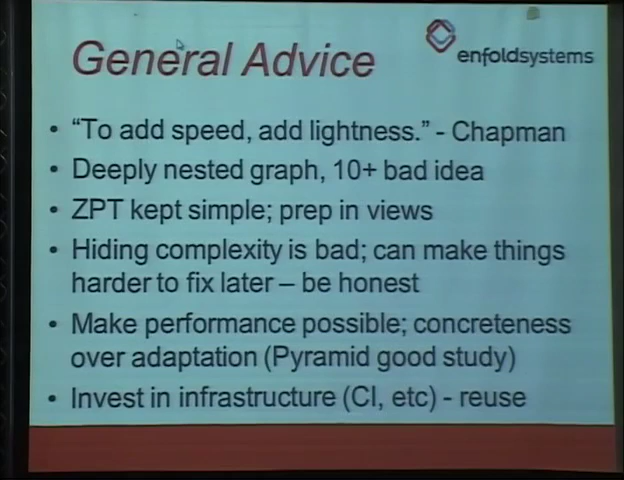 General Advice
enfoldsystems
• “To add speed, add lightness.” - Chapman
• Deeply nested graph, 10+ bad idea
• ZPT kept simple; prep in views
• Hiding complexity is bad; can make things
harder to fix later – be honest
• Make performance possible; concreteness
over adaptation (Pyramid good study)
• Invest in infrastructure (CI, etc) - reuse